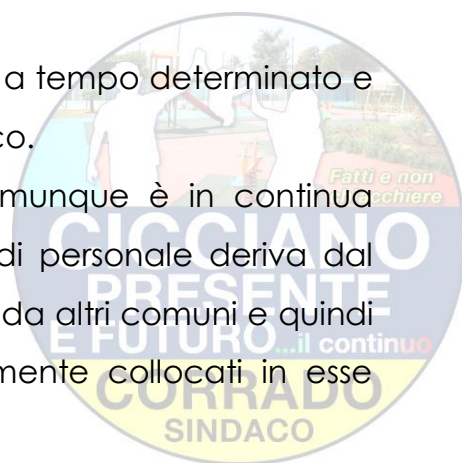 a tempo determinato e
co.
munque è in continua
di personale deriva dal
da altri comuni e quindi
mente collocati in esse
Fatti e non
chiacchiere
CICCIANO
PRESENTE
E FUTURO...il continuo
CORRADO
SINDACO